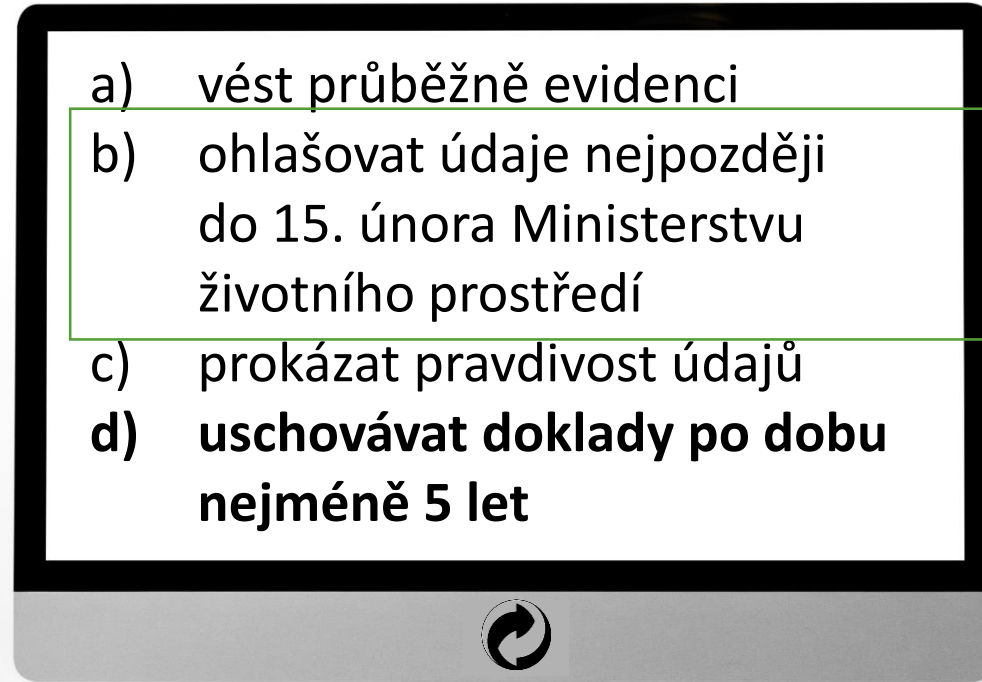 a) vést průběžně evidenci
b) ohlašovat údaje nejpozději
do 15. února Ministerstvu
životního prostředí
c) prokázat pravdivost údajů
d) uschovávat doklady po dobu
nejméně 5 let